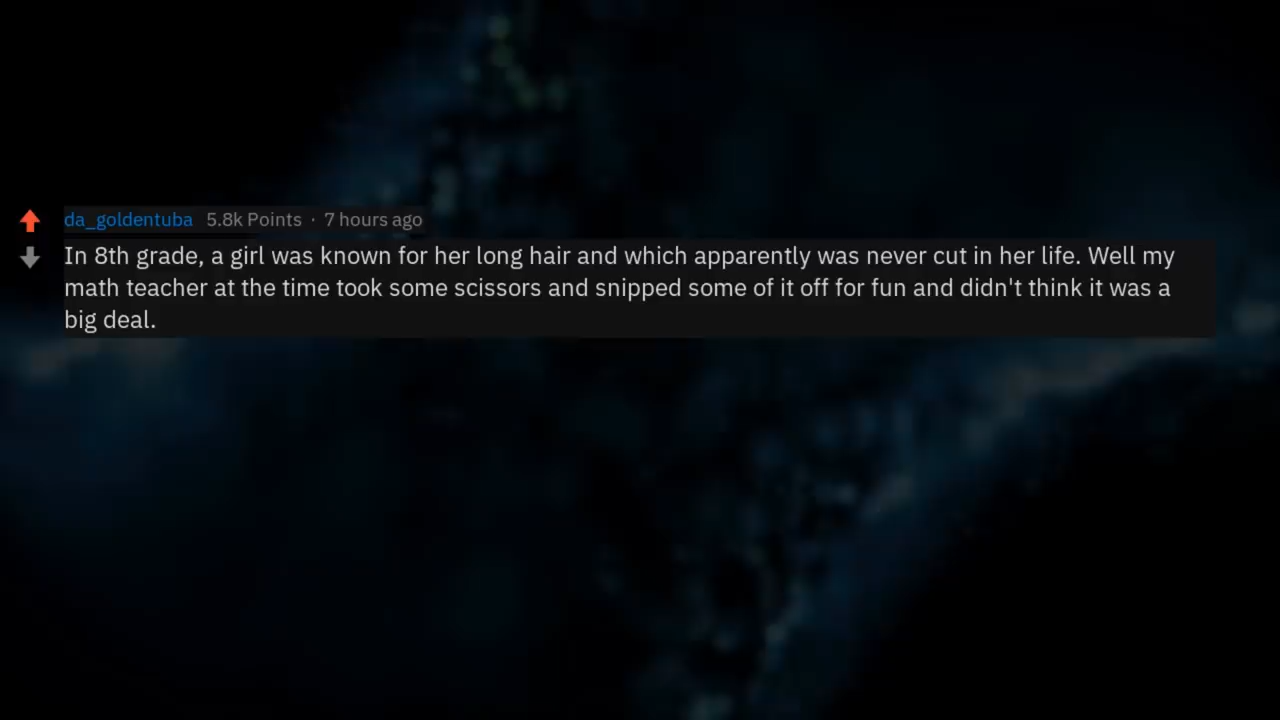 da_goldentuba 5.8k Points · 7 hours ago
In 8th grade, a girl was known for her long hair and which apparently was never cut in her life. Well my
math teacher at the time took some scissors and snipped some of it off for fun and didn't think it was a
big deal.